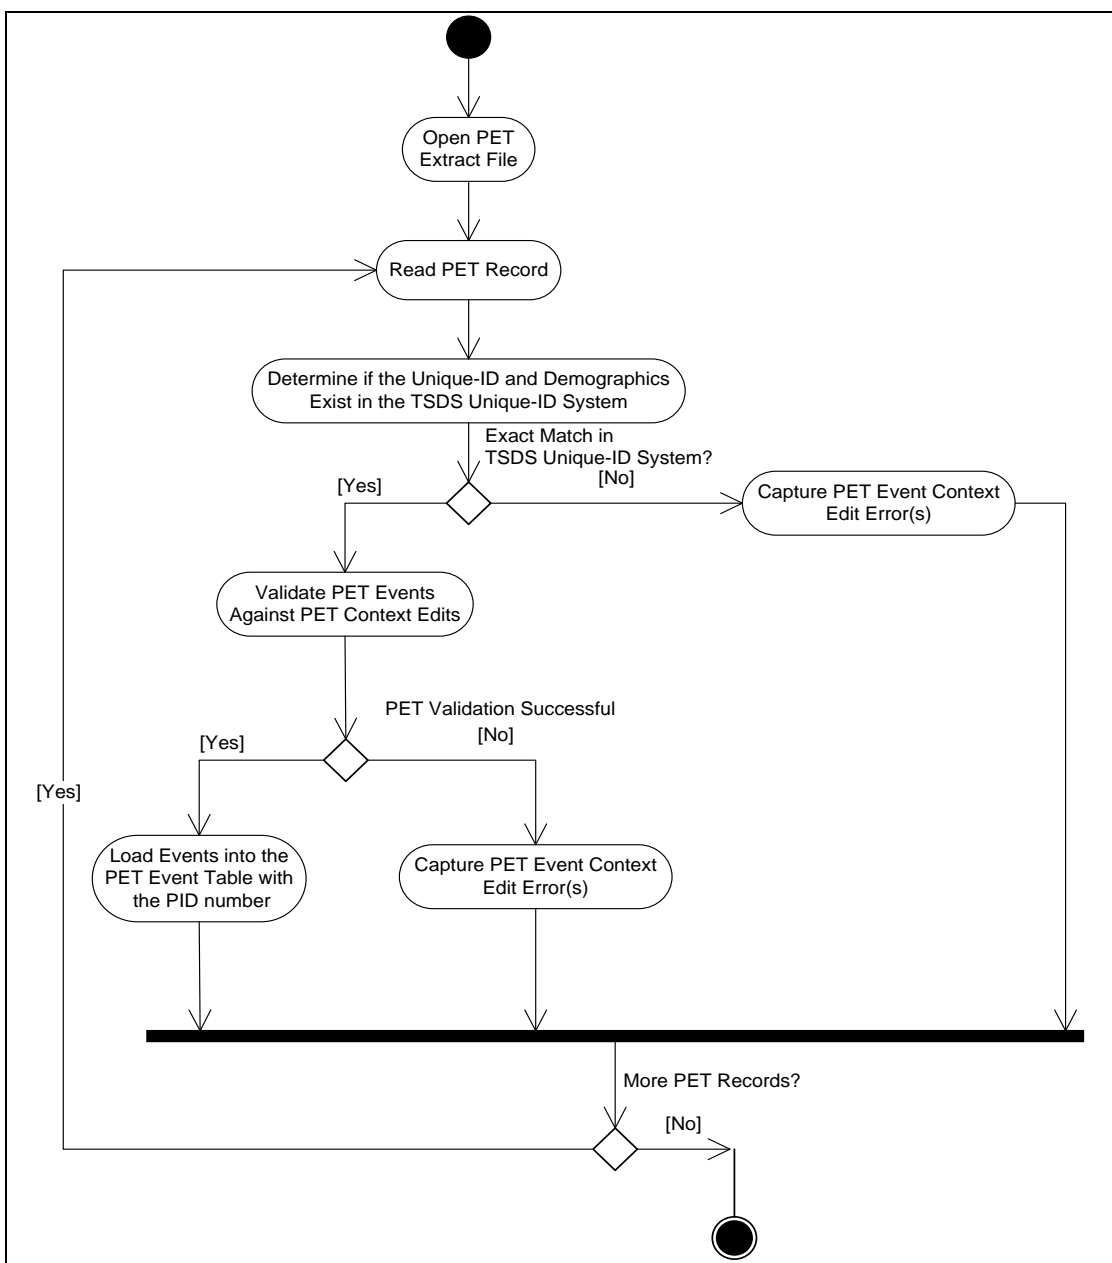 Open PET
Extract File
Read PET Record
Determine if the Unique-ID and Demographics
Exist in the TSDS Unique-ID System
Exact Match in
TSDS Unique-ID System?
[No]
[Yes]
Capture PET Event Context
Edit Error(s)
Validate PET Events
Against PET Context Edits
PET Validation Successful
[No]
[Yes]
[Yes]
Load Events into the
PET Event Table with
the PID number
Capture PET Event Context
Edit Error(s)
More PET Records?
[No]